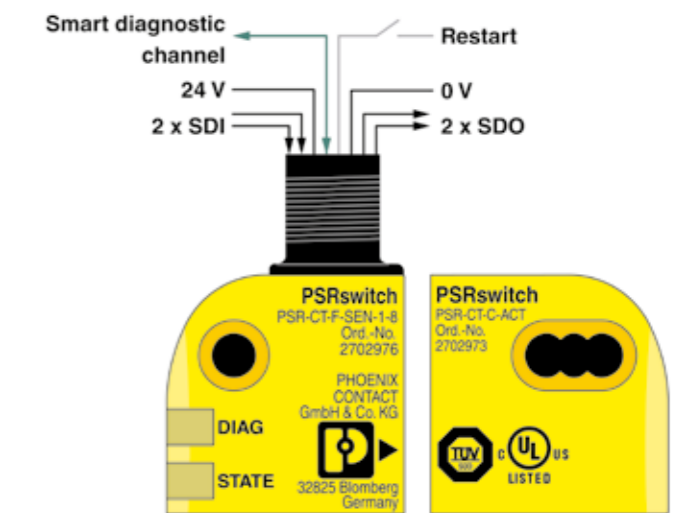 Smart diagnostic
channel
Restart
24 V
0 V
2 x SDI
2 x SDO
PSRswitch
PSR-CT-F-SEN-1-8
Ord.-No.
2702976
PHOENIX
CONTACT
GmbH & Co. KG
DIAG
STATE
32825 Blomberg
Germany
PSRswitch
PSR-CT-C-ACT
Ord.-No.
2702973
TÜV
C UL US
LISTED